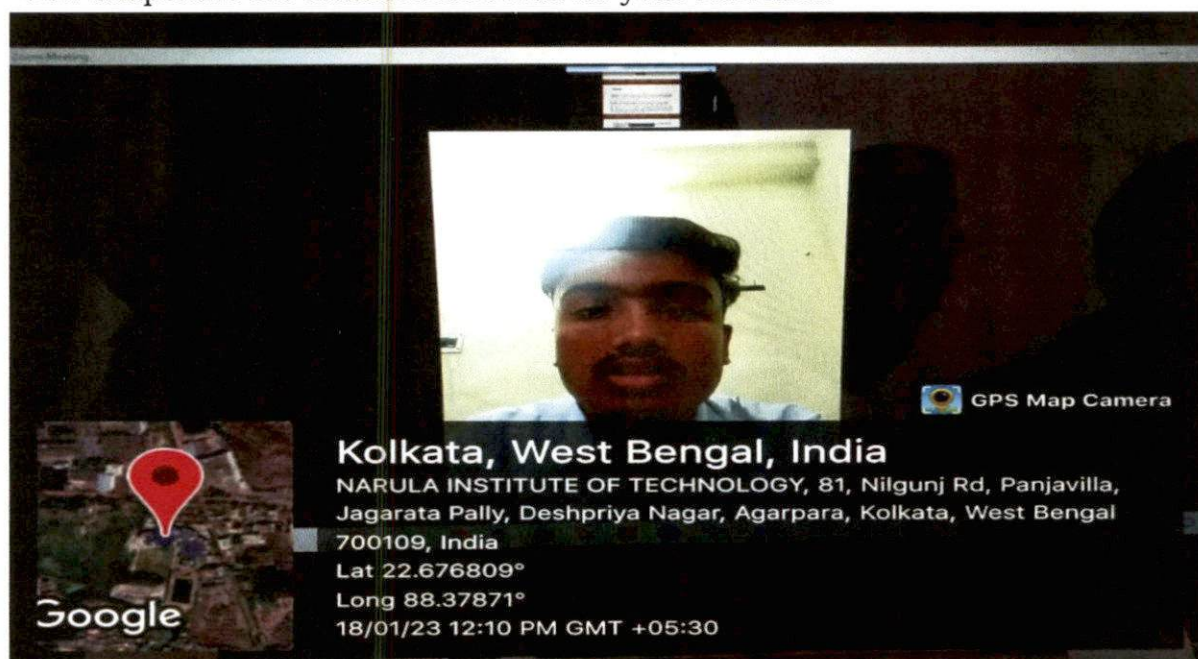 GPS Map Camera
Kolkata, West Bengal, India
NARULA INSTITUTE OF TECHNOLOGY, 81, Nilgunj Rd, Panjavilla,
Jagarata Pally, Deshpriya Nagar, Agarpara, Kolkata, West Bengal
700109, India
Lat 22.676809°
Long 88.37871°
18/01/23 12:10 PM GMT +05:30
Google